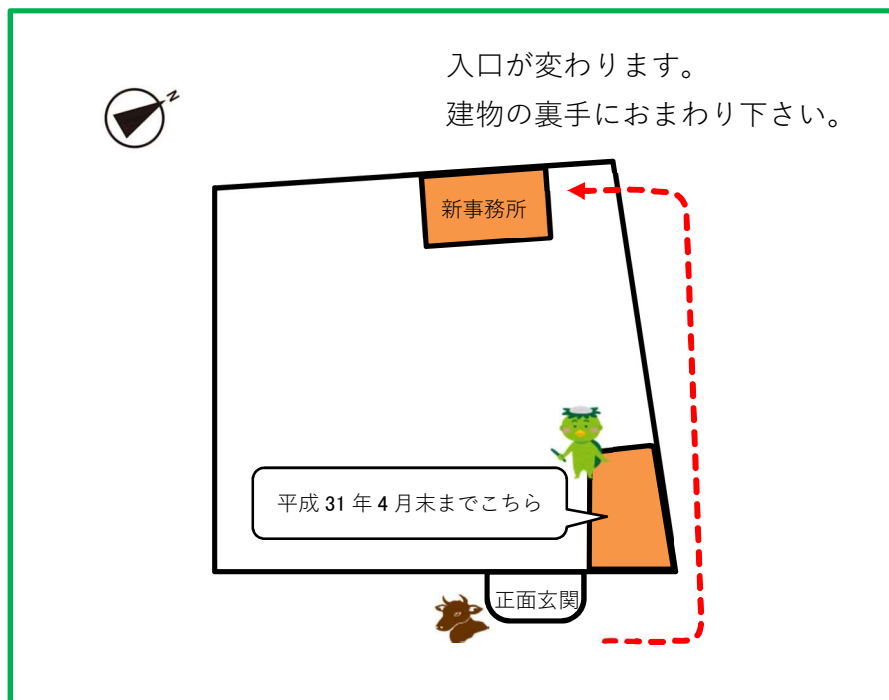 入口が変わります。
建物の裏手におまわり下さい。
N
新事務所
平成 31 年 4 月末までこちら
正面玄関